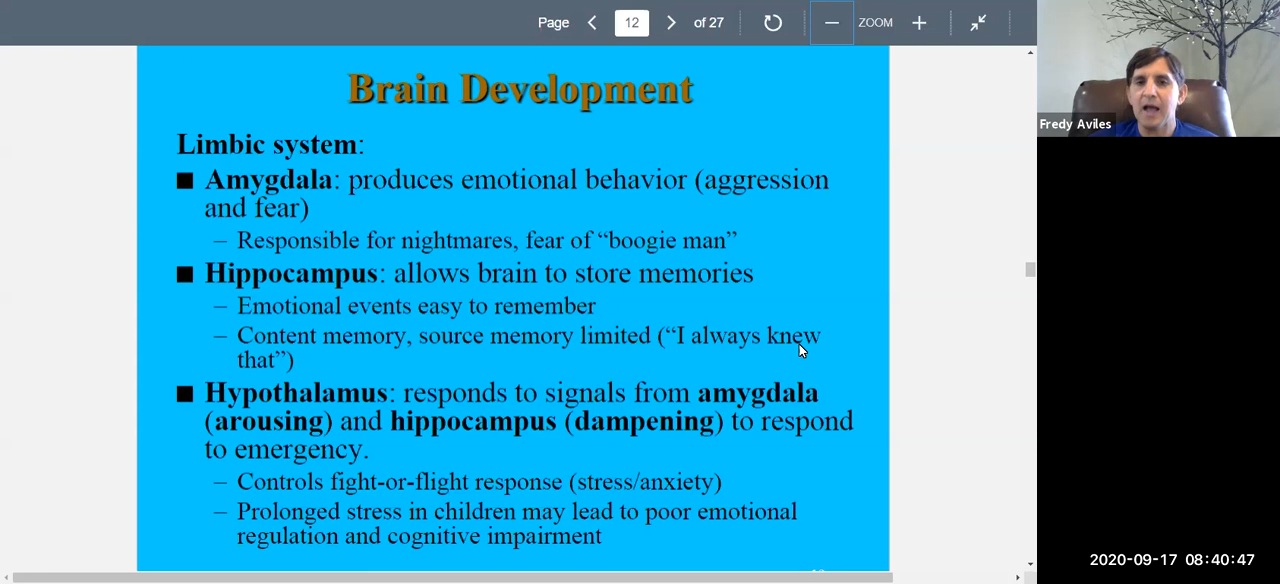 Page 12 of 27 ZOOM
Fredy Aviles
Brain Development
Limbic system:
■ Amygdala: produces emotional behavior (aggression
and fear)
– Responsible for nightmares, fear of “boogie man”
■ Hippocampus: allows brain to store memories
– Emotional events easy to remember
– Content memory, source memory limited (“I always knew
that”)
■ Hypothalamus: responds to signals from amygdala
(arousing) and hippocampus (dampening) to respond
to emergency.
– Controls fight-or-flight response (stress/anxiety)
– Prolonged stress in children may lead to poor emotional
regulation and cognitive impairment
2020-09-17 08:40:47